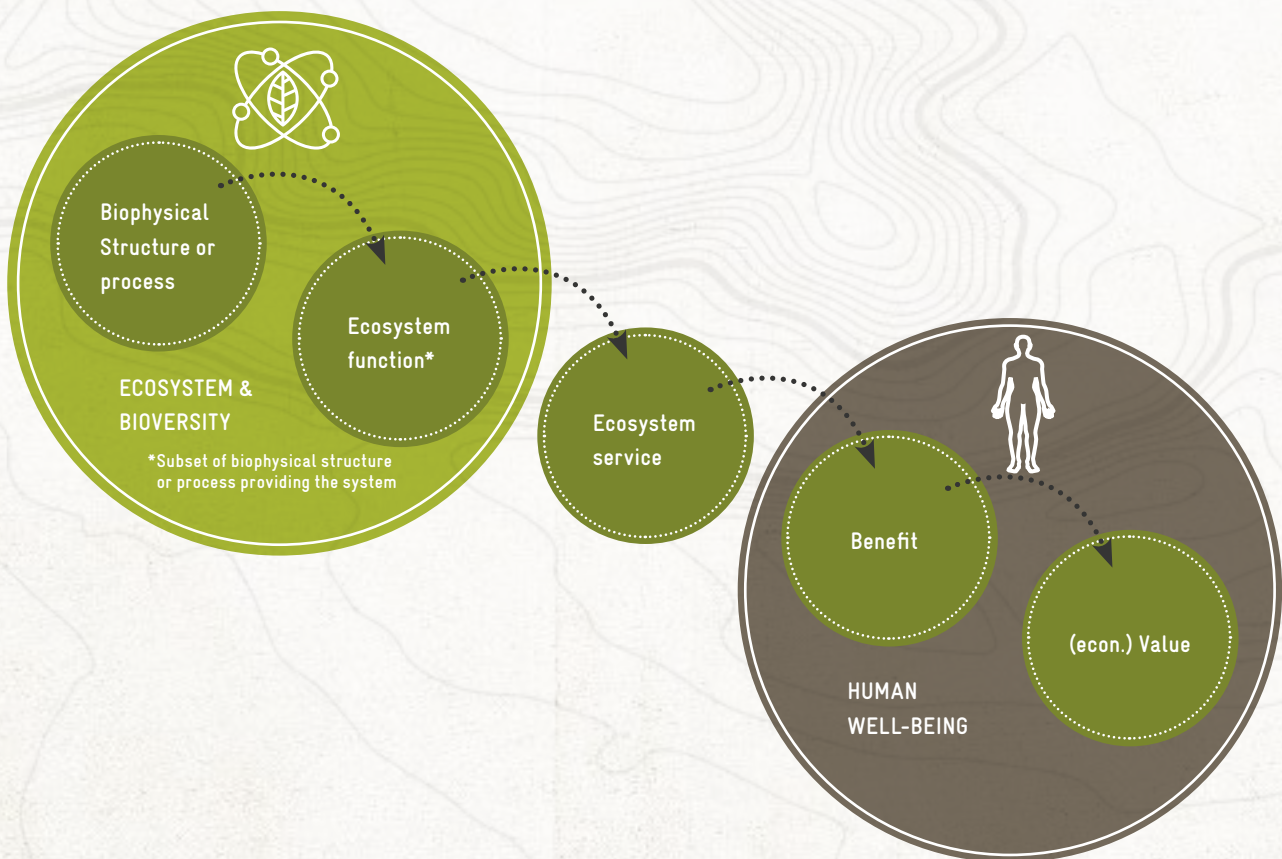 Biophysical
Structure or
process
Ecosystem
function*
ECOSYSTEM &
BIOVERSITY
*Subset of biophysical structure
or process providing the system
Ecosystem
service
Benefit
(econ.) Value
HUMAN
WELL-BEING